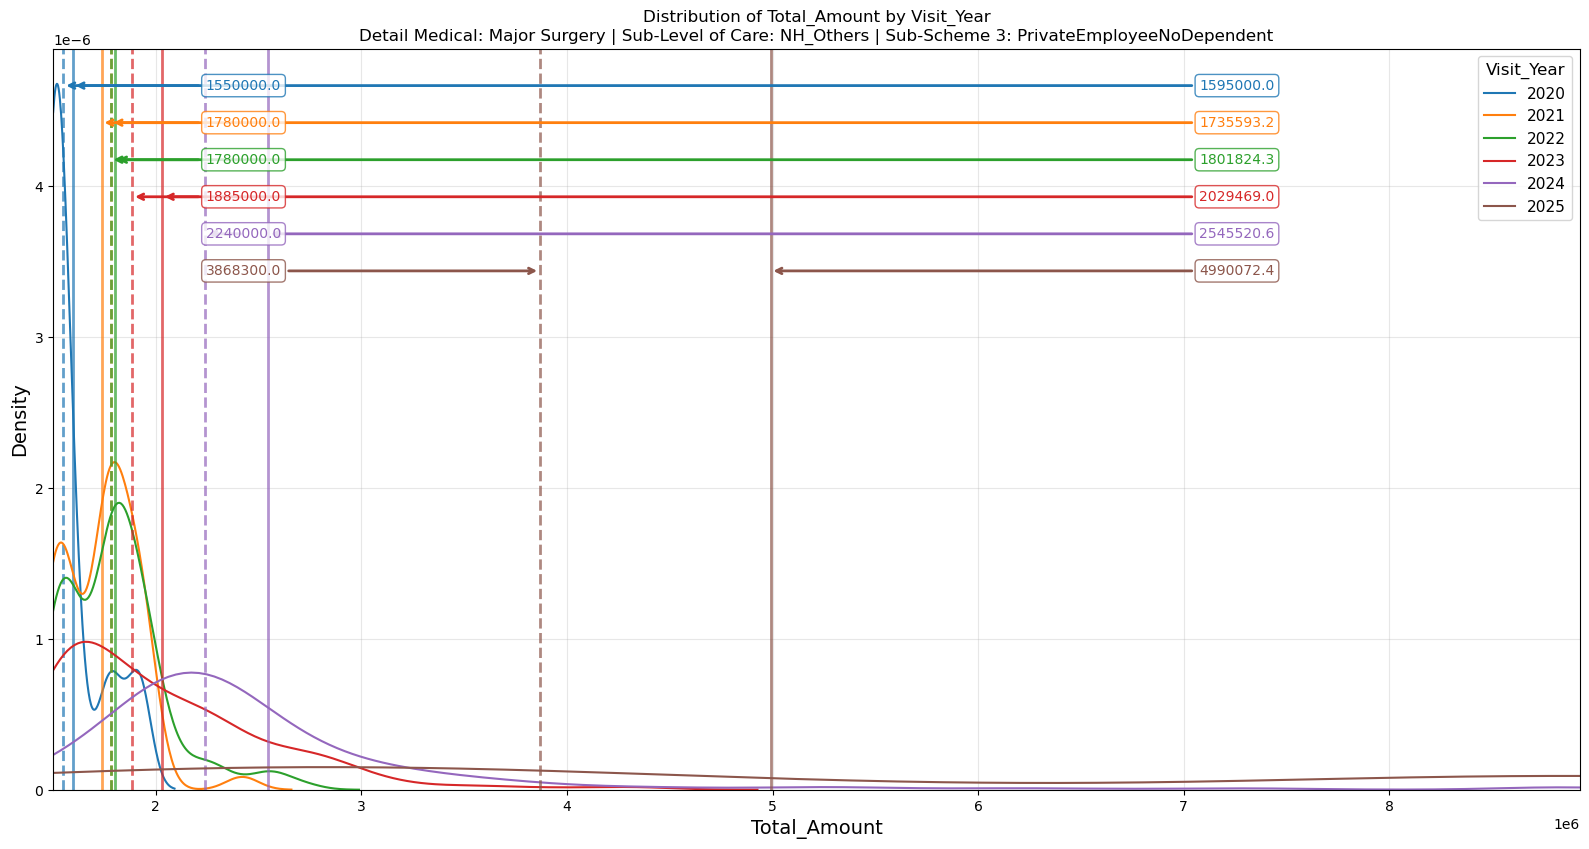 Distribution of Total_Amount by Visit_Year
Detail Medical: Major Surgery | Sub-Level of Care: NH_Others | Sub-Scheme 3: PrivateEmployeeNoDependent
1e−6
Visit_Year
2020
2021
2022
2023
2024
2025
1550000.0 1595000.0
1780000.0 1735593.2
1780000.0 1801824.3
1885000.0 2029469.0
2240000.0 2545520.6
3868300.0 4990072.4
4
3
2
1
0
Density
2 3 4 5 6 7 8
1e6
Total_Amount